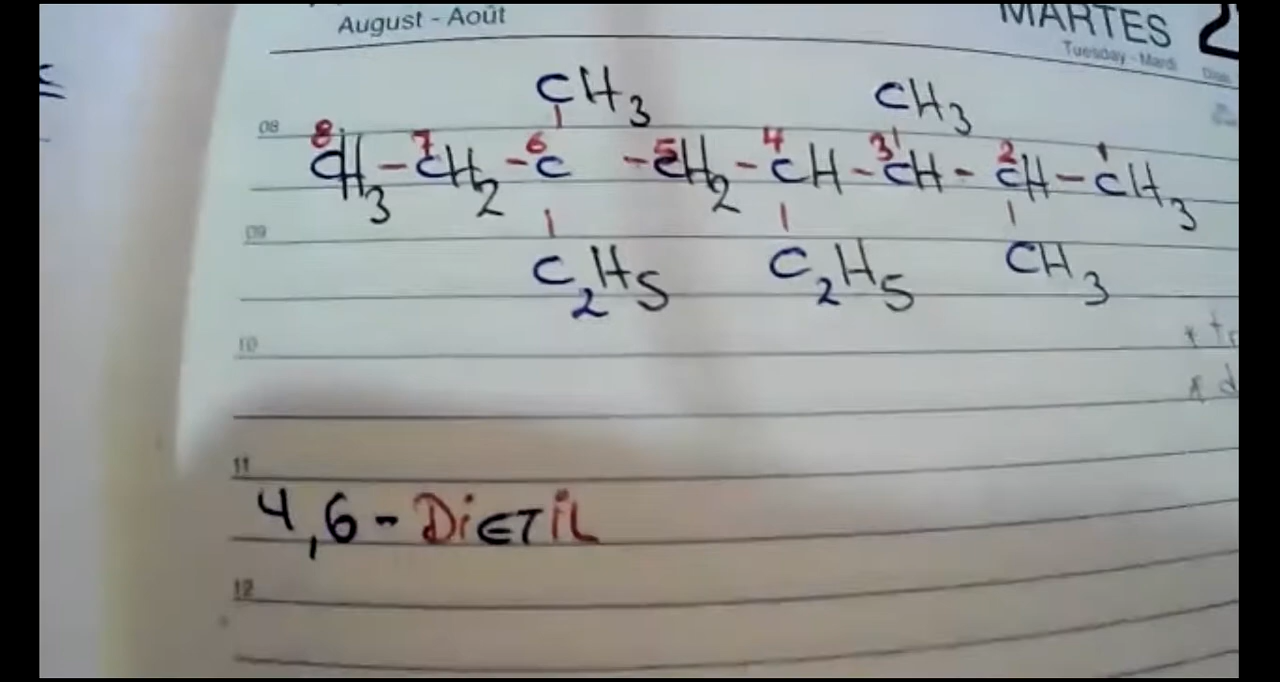 August - Août
MARTES
Tuesday - Mardi
CH3 CH3
08
8 7 6 5 4 3 2 1
CH3 - CH2 - C - CH2 - CH - CH - CH - CH3
09
C2H5 C2H5 CH3
10
11
4,6 - DiETiL
12